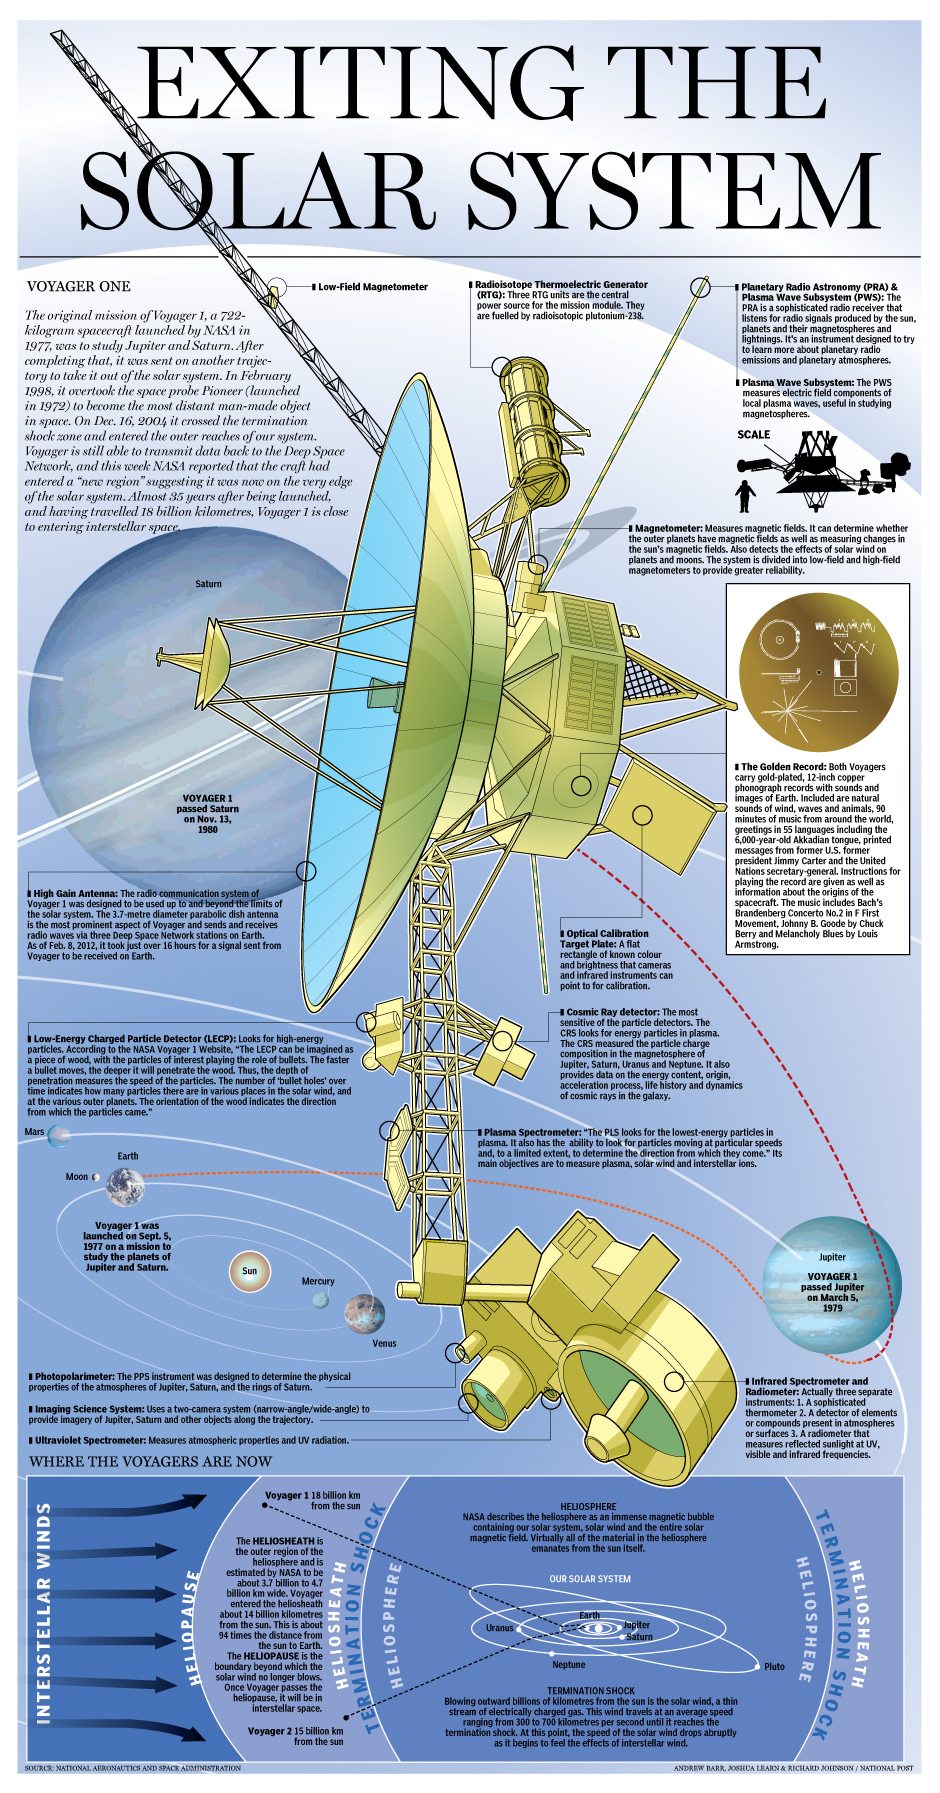 EXITING THE
SOLAR SYSTEM
VOYAGER ONE
The original mission of Voyager 1, a 722-
kilogram spacecraft launched by NASA in
1977, was to study Jupiter and Saturn. After
completing that, it was sent on another trajec-
tory to take it out of the solar system. In February
1998, it overtook the space probe Pioneer (launched
in 1972) to become the most distant man-made object
in space. On Dec. 16, 2004 it crossed the termination
shock zone and entered the outer reaches of our system.
Voyager is still able to transmit data back to the Deep Space
Network, and this week NASA reported that the craft had
entered a “new region” suggesting it was now on the very edge
of the solar system. Almost 35 years after being launched,
and having travelled 18 billion kilometres, Voyager 1 is close
to entering interstellar space.
Low-Field Magnetometer
Radioisotope Thermoelectric Generator
(RTG): Three RTG units are the central
power source for the mission module. They
are fuelled by radioisotopic plutonium-238.
Planetary Radio Astronomy (PRA) &
Plasma Wave Subsystem (PWS): The
PRA is a sophisticated radio receiver that
listens for radio signals produced by the sun,
planets and their magnetospheres and
lightnings. It's an instrument designed to try
to learn more about planetary radio
emissions and planetary atmospheres.
Plasma Wave Subsystem: The PWS
measures electric field components of
local plasma waves, useful in studying
magnetospheres.
SCALE
Magnetometer: Measures magnetic fields. It can determine whether
the outer planets have magnetic fields as well as measuring changes in
the sun's magnetic fields. Also detects the effects of solar wind on
planets and moons. The system is divided into low-field and high-field
magnetometers to provide greater reliability.
Saturn
VOYAGER 1
passed Saturn
on Nov. 13,
1980
The Golden Record: Both Voyagers
carry gold-plated, 12-inch copper
phonograph records with sounds and
images of Earth. Included are natural
sounds of wind, waves and animals, 90
minutes of music from around the world,
greetings in 55 languages including the
6,000-year-old Akkadian tongue, printed
messages from former U.S. former
president Jimmy Carter and the United
Nations secretary-general. Instructions for
playing the record are given as well as
information about the origins of the
spacecraft. The music includes Bach's
Brandenberg Concerto No.2 in F First
Movement, Johnny B. Goode by Chuck
Berry and Melancholy Blues by Louis
Armstrong.
High Gain Antenna: The radio communication system of
Voyager 1 was designed to be used up to and beyond the limits of
the solar system. The 3.7-metre diameter parabolic dish antenna
is the most prominent aspect of Voyager and sends and receives
radio waves via three Deep Space Network stations on Earth.
As of Feb. 8, 2012, it took just over 16 hours for a signal sent from
Voyager to be received on Earth.
Optical Calibration
Target Plate: A flat
rectangle of known colour
and brightness that cameras
and infrared instruments can
point to for calibration.
Cosmic Ray detector: The most
sensitive of the particle detectors. The
CRS looks for energy particles in plasma.
The CRS measured the particle charge
composition in the magnetosphere of
Jupiter, Saturn, Uranus and Neptune. It also
provides data on the energy content, origin,
acceleration process, life history and dynamics
of cosmic rays in the galaxy.
Low-Energy Charged Particle Detector (LECP): Looks for high-energy
particles. According to the NASA Voyager 1 Website, “The LECP can be imagined as
a piece of wood, with the particles of interest playing the role of bullets. The faster
a bullet moves, the deeper it will penetrate the wood. Thus, the depth of
penetration measures the speed of the particles. The number of ‘bullet holes’ over
time indicates how many particles there are in various places in the solar wind, and
at the various outer planets. The orientation of the wood indicates the direction
from which the particles came.”
Plasma Spectrometer: “The PLS looks for the lowest-energy particles in
plasma. It also has the ability to look for particles moving at particular speeds
and, to a limited extent, to determine the direction from which they come.” Its
main objectives are to measure plasma, solar wind and interstellar ions.
Mars
Earth
Moon
Voyager 1 was
launched on Sept. 5,
1977 on a mission to
study the planets of
Jupiter and Saturn.
Sun
Mercury
Venus
Jupiter
VOYAGER 1
passed Jupiter
on March 5,
1979
Photopolarimeter: The PPS instrument was designed to determine the physical
properties of the atmospheres of Jupiter, Saturn, and the rings of Saturn.
Imaging Science System: Uses a two-camera system (narrow-angle/wide-angle) to
provide imagery of Jupiter, Saturn and other objects along the trajectory.
Ultraviolet Spectrometer: Measures atmospheric properties and UV radiation.
Infrared Spectrometer and
Radiometer: Actually three separate
instruments: 1. A sophisticated
thermometer 2. A detector of elements
or compounds present in atmospheres
or surfaces 3. A radiometer that
measures reflected sunlight at UV,
visible and infrared frequencies.
WHERE THE VOYAGERS ARE NOW
INTERSTELLAR WINDS
HELIOPAUSE
Voyager 1 18 billion km
from the sun
The HELIOSHEATH is
the outer region of the
heliosphere and is
estimated by NASA to be
about 3.7 billion to 4.7
billion km wide. Voyager
entered the heliosheath
about 14 billion kilometres
from the sun. This is about
94 times the distance from
the sun to Earth.
The HELIOPAUSE is the
boundary beyond which the
solar wind no longer blows.
Once Voyager passes the
heliopause, it will be in
interstellar space.
Voyager 2 15 billion km
from the sun
HELIOSHEATH
TERMINATION SHOCK
HELIOSPHERE
HELIOSPHERE
NASA describes the heliosphere as an immense magnetic bubble
containing our solar system, solar wind and the entire solar
magnetic field. Virtually all of the material in the heliosphere
emanates from the sun itself.
OUR SOLAR SYSTEM
Earth
Uranus
Jupiter
Saturn
Neptune
Pluto
TERMINATION SHOCK
Blowing outward billions of kilometres from the sun is the solar wind, a thin
stream of electrically charged gas. This wind travels at an average speed
ranging from 300 to 700 kilometres per second until it reaches the
termination shock. At this point, the speed of the solar wind drops abruptly
as it begins to feel the effects of interstellar wind.
HELIOSPHERE
TERMINATION SHOCK
HELIOSHEATH
SOURCE: NATIONAL AERONAUTICS AND SPACE ADMINISTRATION
ANDREW BARR, JOSHUA LEARN & RICHARD JOHNSON / NATIONAL POST